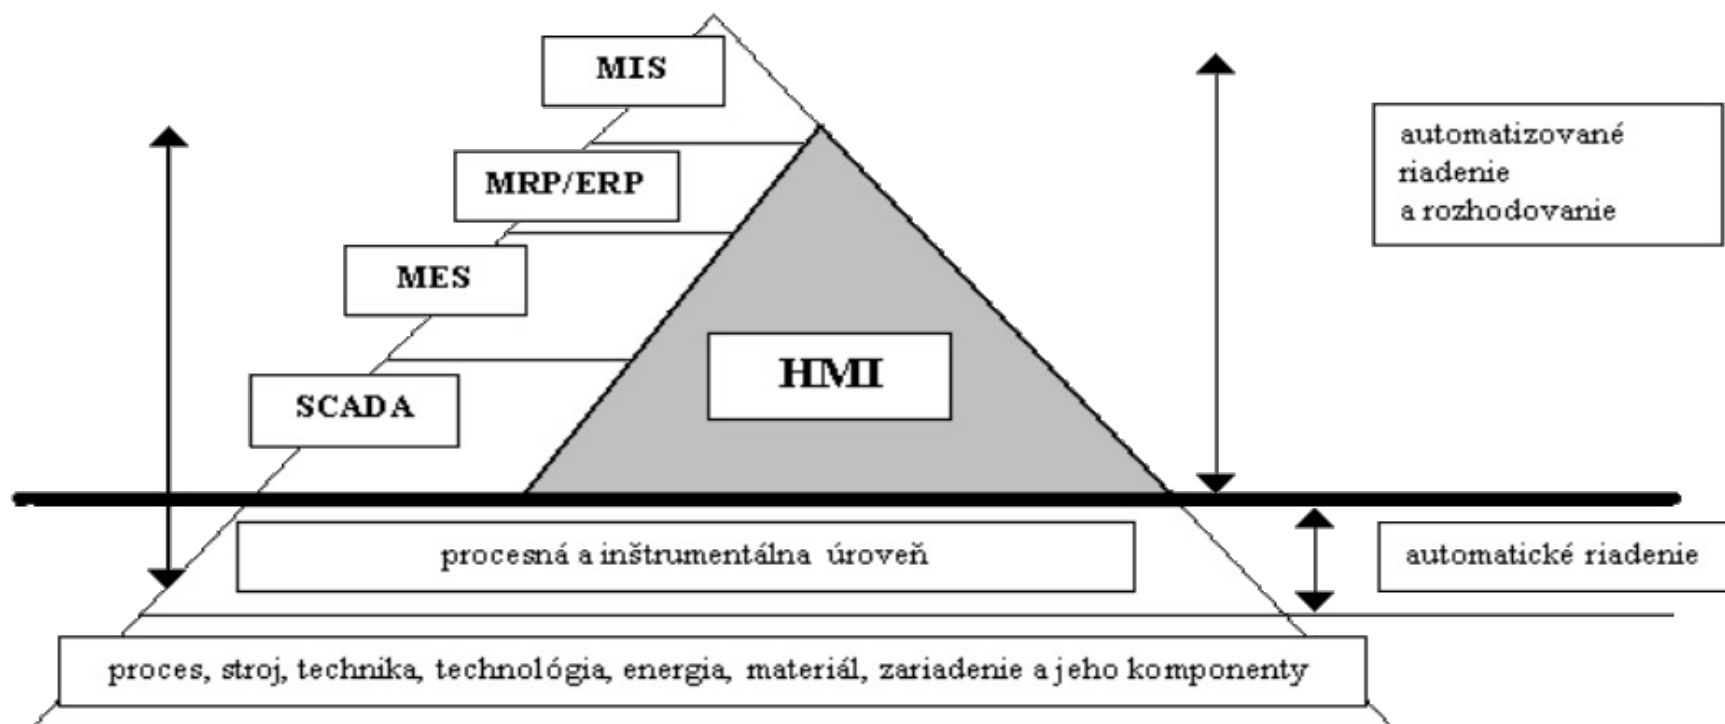 MIS
automatizované
riadenie
a rozhodovanie
MRP/ERP
MES
HMI
SCADA
procesná a inštrumentálna úroveň
automatické riadenie
proces, stroj, technika, technológia, energia, materiál, zariadenie a jeho komponenty